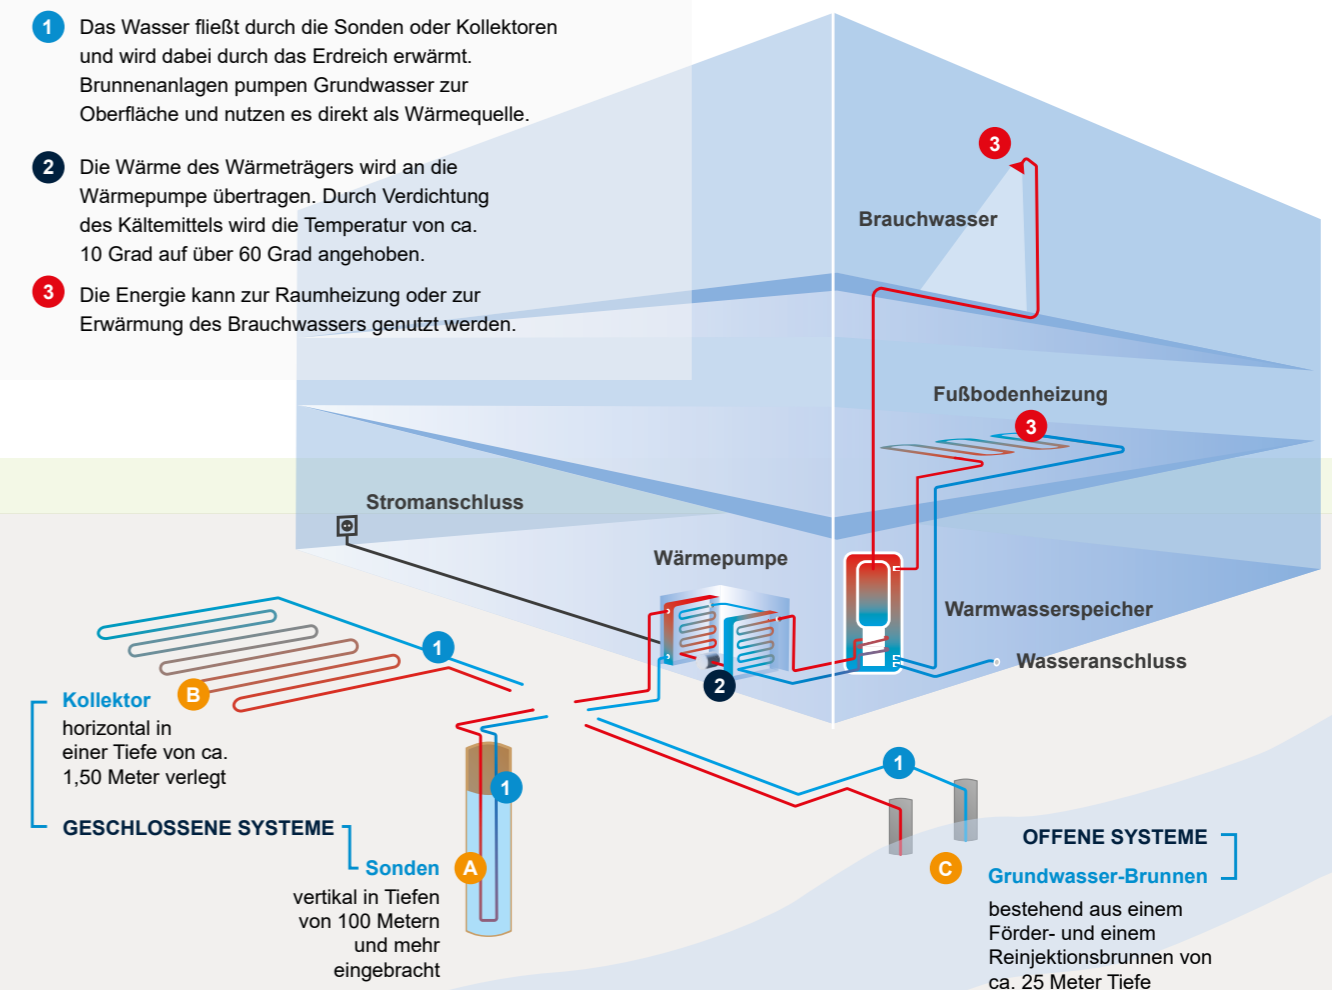 1 Das Wasser fließt durch die Sonden oder Kollektoren
und wird dabei durch das Erdreich erwärmt.
Brunnenanlagen pumpen Grundwasser zur
Oberfläche und nutzen es direkt als Wärmequelle.
2 Die Wärme des Wärmeträgers wird an die
Wärmepumpe übertragen. Durch Verdichtung
des Kältemittels wird die Temperatur von ca.
10 Grad auf über 60 Grad angehoben.
3 Die Energie kann zur Raumheizung oder zur
Erwärmung des Brauchwassers genutzt werden.
3
Brauchwasser
Fußbodenheizung
3
Stromanschluss
Wärmepumpe
2
Warmwasserspeicher
Wasseranschluss
1
B
Kollektor
horizontal in
einer Tiefe von ca.
1,50 Meter verlegt
GESCHLOSSENE SYSTEME
1
Sonden
A
vertikal in Tiefen
von 100 Metern
und mehr
eingebracht
1
OFFENE SYSTEME
C
Grundwasser-Brunnen
bestehend aus einem
Förder- und einem
Reinjektionsbrunnen von
ca. 25 Meter Tiefe